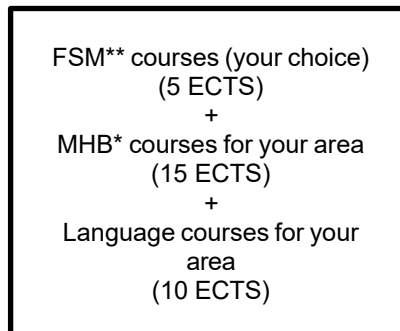 FSM** courses (your choice)
(5 ECTS)
+
MHB* courses for your area
(15 ECTS)
+
Language courses for your
area
(10 ECTS)